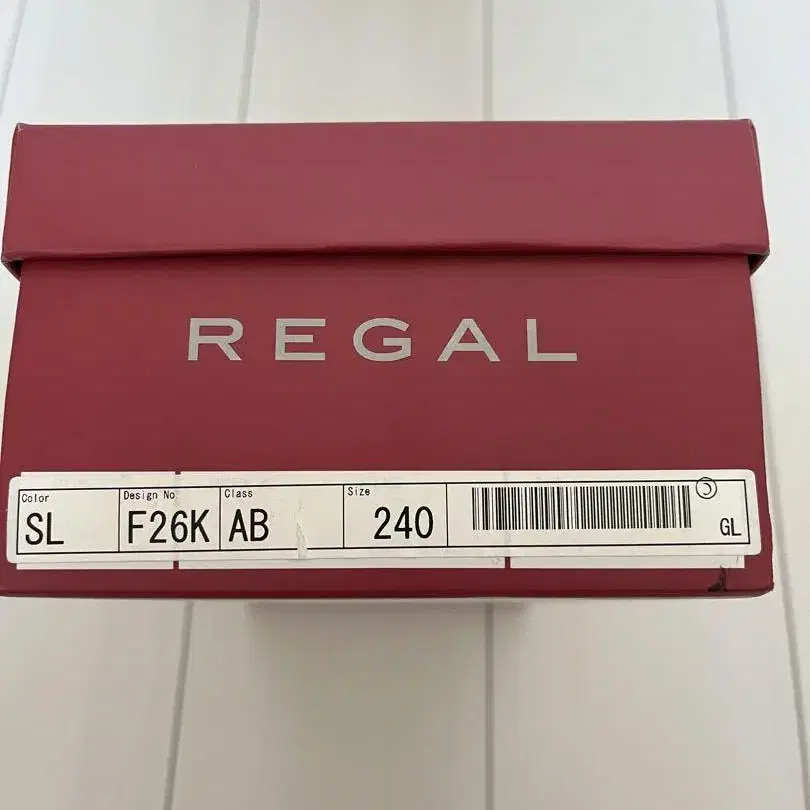 REGAL
Color Design No Class Size
SL F26K AB 240 GL